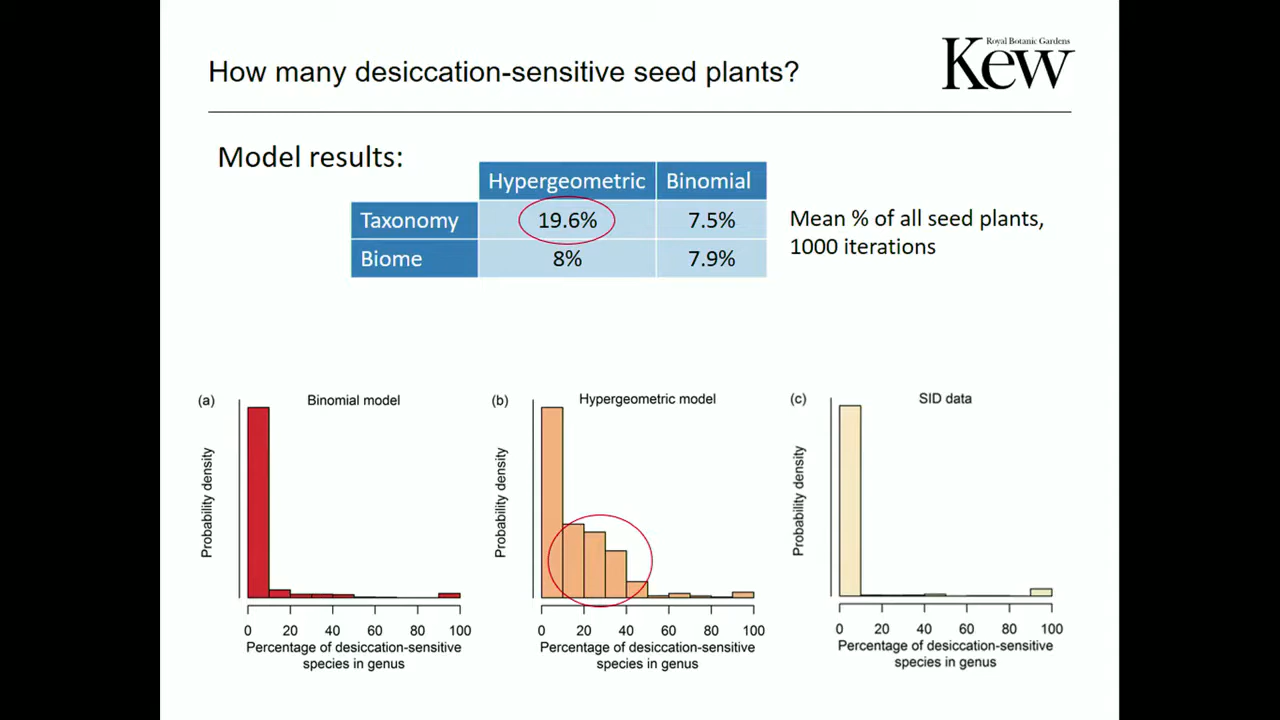 How many desiccation-sensitive seed plants?
Royal Botanic Gardens
Kew
Model results:
Hypergeometric Binomial
Taxonomy 19.6% 7.5%
Biome 8% 7.9%
Mean % of all seed plants,
1000 iterations
(a) Binomial model
Probability density
0 20 40 60 80 100
Percentage of desiccation-sensitive
species in genus
(b) Hypergeometric model
Probability density
0 20 40 60 80 100
Percentage of desiccation-sensitive
species in genus
(c) SID data
Probability density
0 20 40 60 80 100
Percentage of desiccation-sensitive
species in genus